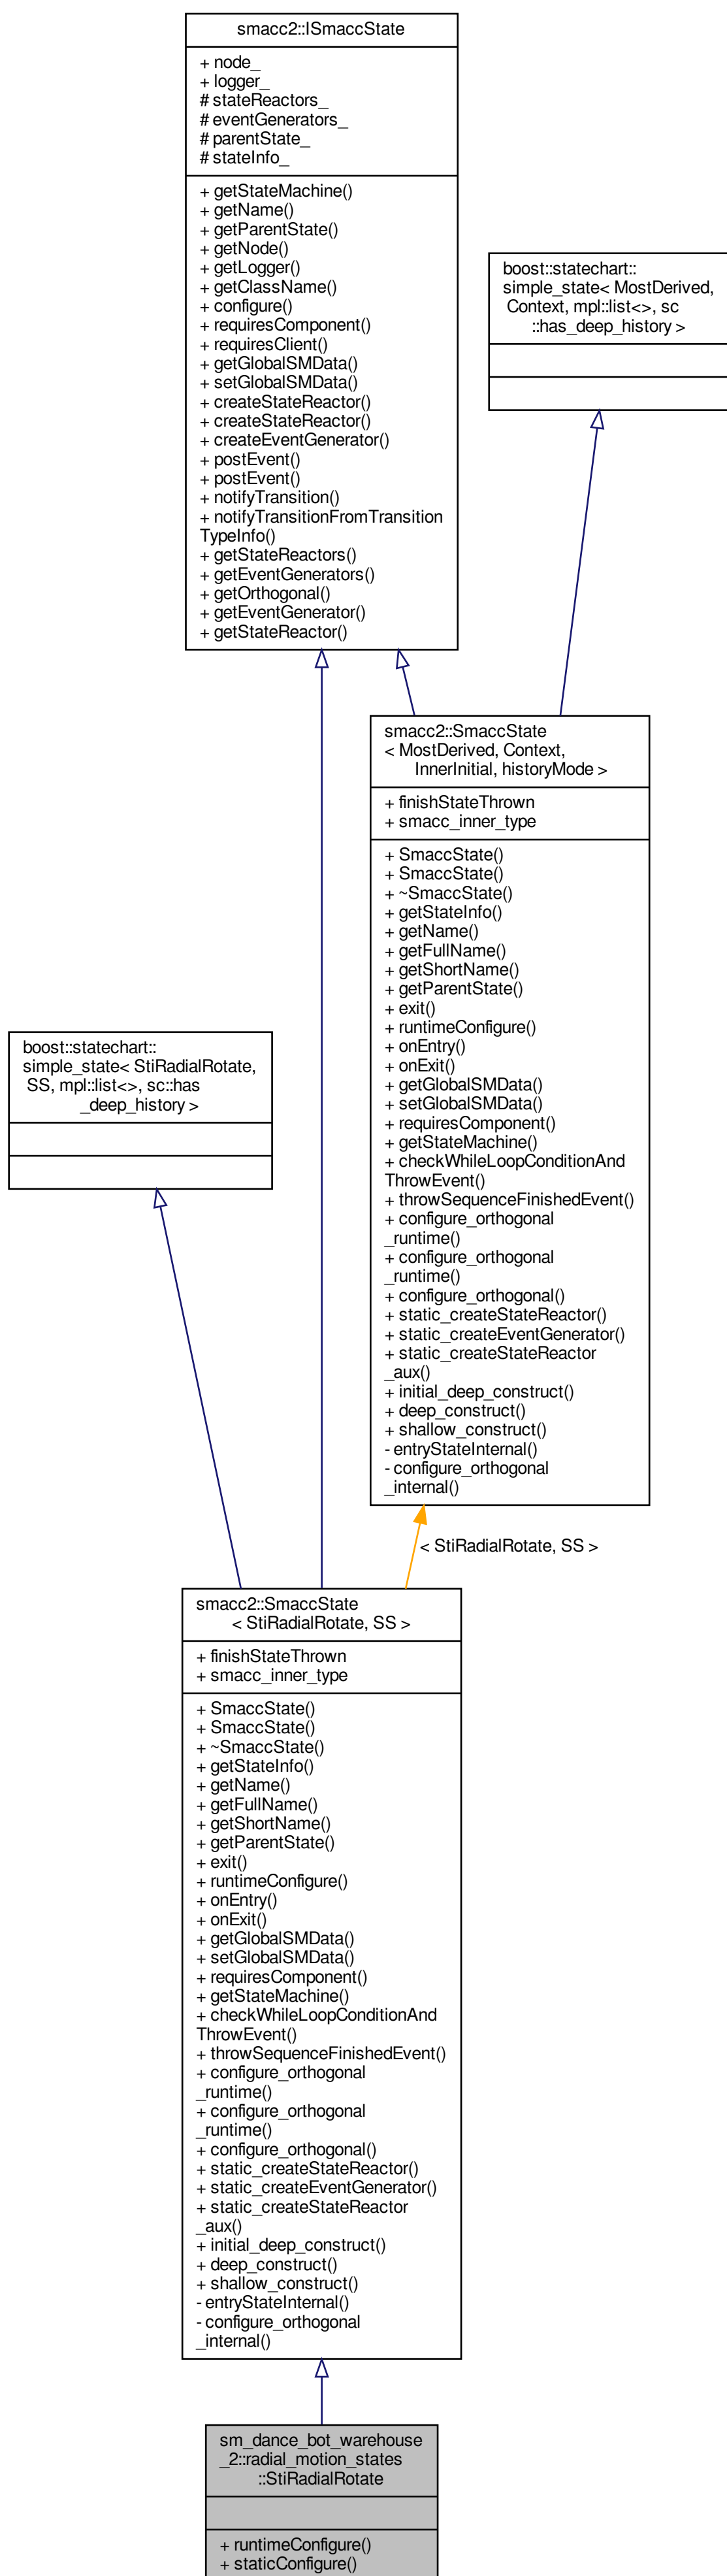 smacc2::ISmaccState
+ node_
+ logger_
# stateReactors_
# eventGenerators_
# parentState_
# stateInfo_
+ getStateMachine()
+ getName()
+ getParentState()
+ getNode()
+ getLogger()
+ getClassName()
+ configure()
+ requiresComponent()
+ requiresClient()
+ getGlobalSMData()
+ setGlobalSMData()
+ createStateReactor()
+ createStateReactor()
+ createEventGenerator()
+ postEvent()
+ postEvent()
+ notifyTransition()
+ notifyTransitionFromTransition
TypeInfo()
+ getStateReactors()
+ getEventGenerators()
+ getOrthogonal()
+ getEventGenerator()
+ getStateReactor()
boost::statechart::
simple_state< MostDerived,
Context, mpl::list<>, sc
::has_deep_history >
smacc2::SmaccState
< MostDerived, Context,
InnerInitial, historyMode >
+ finishStateThrown
+ smacc_inner_type
+ SmaccState()
+ SmaccState()
+ ~SmaccState()
+ getStateInfo()
+ getName()
+ getFullName()
+ getShortName()
+ getParentState()
+ exit()
+ runtimeConfigure()
+ onEntry()
+ onExit()
+ getGlobalSMData()
+ setGlobalSMData()
+ requiresComponent()
+ getStateMachine()
+ checkWhileLoopConditionAnd
ThrowEvent()
+ throwSequenceFinishedEvent()
+ configure_orthogonal
_runtime()
+ configure_orthogonal
_runtime()
+ configure_orthogonal()
+ static_createStateReactor()
+ static_createEventGenerator()
+ static_createStateReactor
_aux()
+ initial_deep_construct()
+ deep_construct()
+ shallow_construct()
- entryStateInternal()
- configure_orthogonal
_internal()
boost::statechart::
simple_state< StiRadialRotate,
SS, mpl::list<>, sc::has
_deep_history >
< StiRadialRotate, SS >
smacc2::SmaccState
< StiRadialRotate, SS >
+ finishStateThrown
+ smacc_inner_type
+ SmaccState()
+ SmaccState()
+ ~SmaccState()
+ getStateInfo()
+ getName()
+ getFullName()
+ getShortName()
+ getParentState()
+ exit()
+ runtimeConfigure()
+ onEntry()
+ onExit()
+ getGlobalSMData()
+ setGlobalSMData()
+ requiresComponent()
+ getStateMachine()
+ checkWhileLoopConditionAnd
ThrowEvent()
+ throwSequenceFinishedEvent()
+ configure_orthogonal
_runtime()
+ configure_orthogonal
_runtime()
+ configure_orthogonal()
+ static_createStateReactor()
+ static_createEventGenerator()
+ static_createStateReactor
_aux()
+ initial_deep_construct()
+ deep_construct()
+ shallow_construct()
- entryStateInternal()
- configure_orthogonal
_internal()
sm_dance_bot_warehouse
_2::radial_motion_states
::StiRadialRotate
+ runtimeConfigure()
+ staticConfigure()